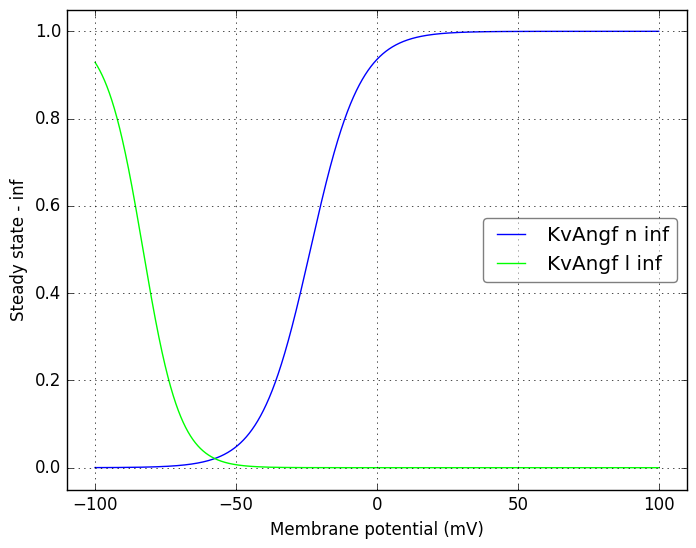 1.0
0.8
0.6
0.4
0.2
0.0
Steady state - inf
KvAngf n inf
KvAngf l inf
−100
−50
0
50
100
Membrane potential (mV)